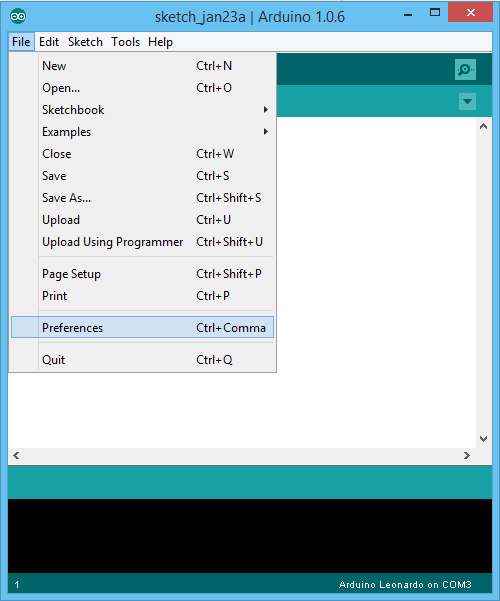 sketch_jan23a | Arduino 1.0.6
File Edit Sketch Tools Help
New Ctrl+N
Open... Ctrl+O
Sketchbook
Examples
Close Ctrl+W
Save Ctrl+S
Save As... Ctrl+Shift+S
Upload Ctrl+U
Upload Using Programmer Ctrl+Shift+U
Page Setup Ctrl+Shift+P
Print Ctrl+P
Preferences Ctrl+Comma
Quit Ctrl+Q
1 Arduino Leonardo on COM3